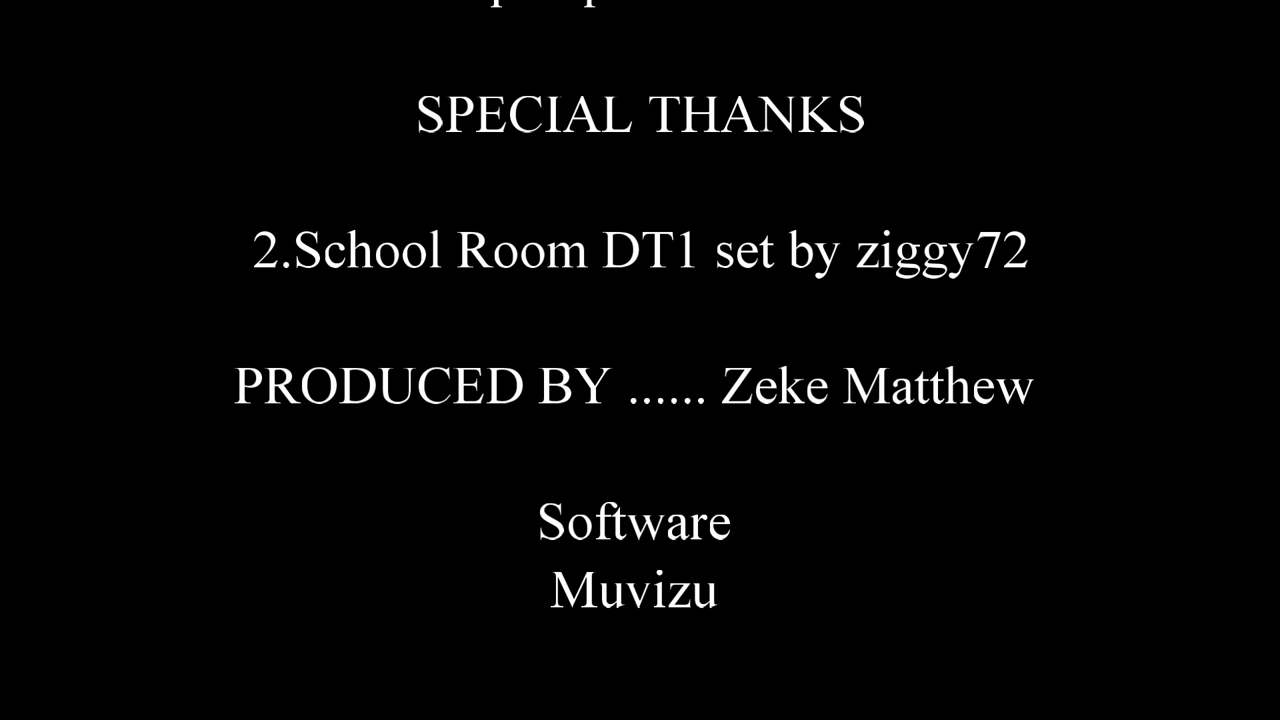 SPECIAL THANKS
2.School Room DT1 set by ziggy72
PRODUCED BY ...... Zeke Matthew
Software
Muvizu